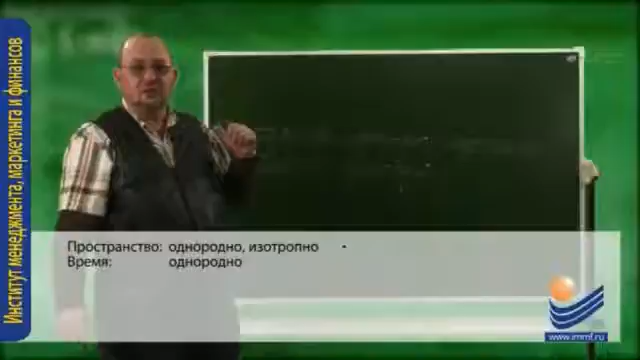 Институт менеджмента, маркетинга и финансов
Пространство: однородно, изотропно
Время: однородно
www.immf.ru